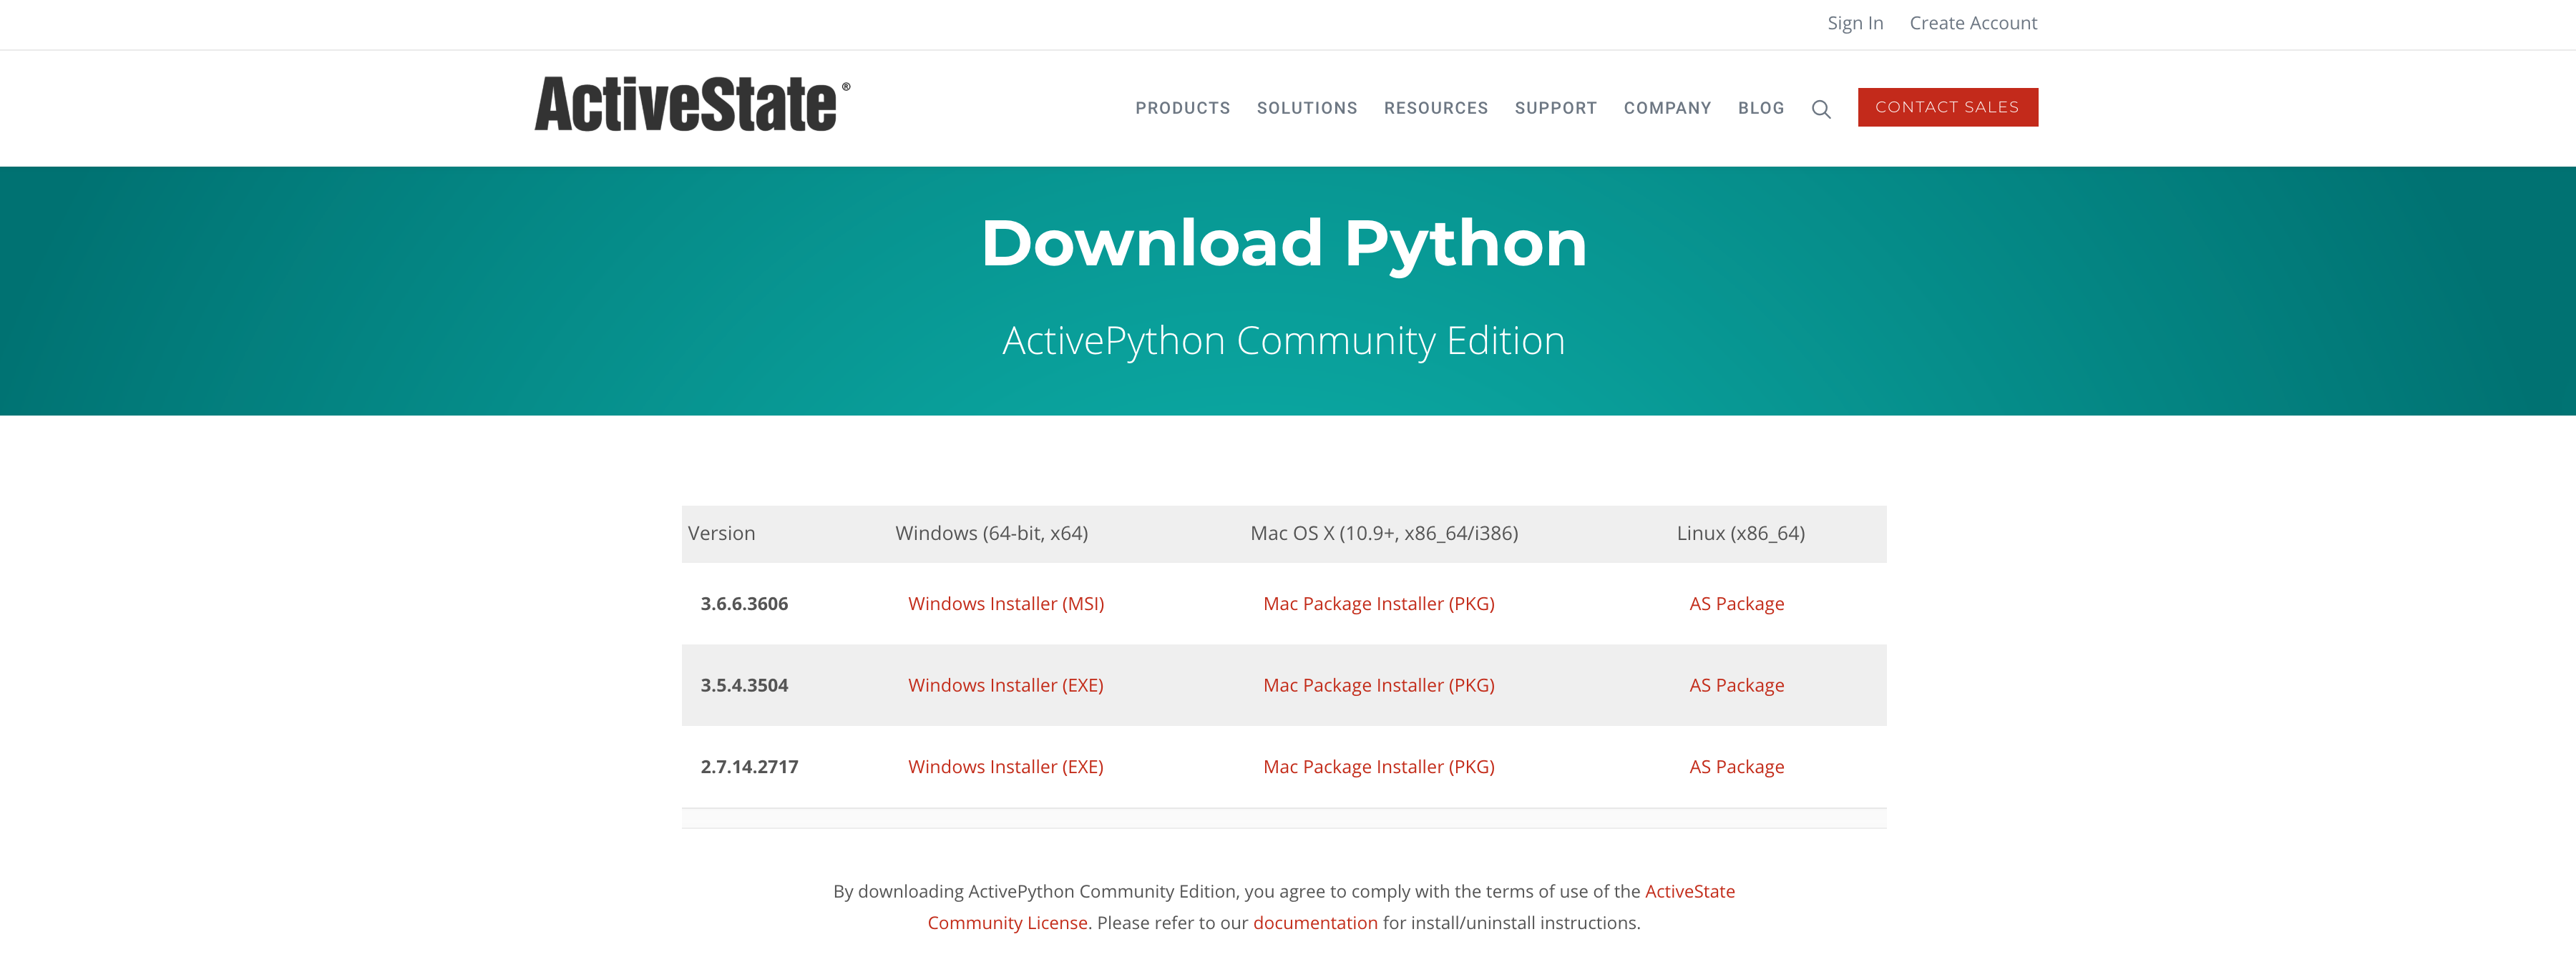 Sign In Create Account
ActiveState®
PRODUCTS SOLUTIONS RESOURCES SUPPORT COMPANY BLOG CONTACT SALES
Download Python
ActivePython Community Edition
Version Windows (64-bit, x64) Mac OS X (10.9+, x86_64/i386) Linux (x86_64)
3.6.6.3606 Windows Installer (MSI) Mac Package Installer (PKG) AS Package
3.5.4.3504 Windows Installer (EXE) Mac Package Installer (PKG) AS Package
2.7.14.2717 Windows Installer (EXE) Mac Package Installer (PKG) AS Package
By downloading ActivePython Community Edition, you agree to comply with the terms of use of the ActiveState
Community License. Please refer to our documentation for install/uninstall instructions.